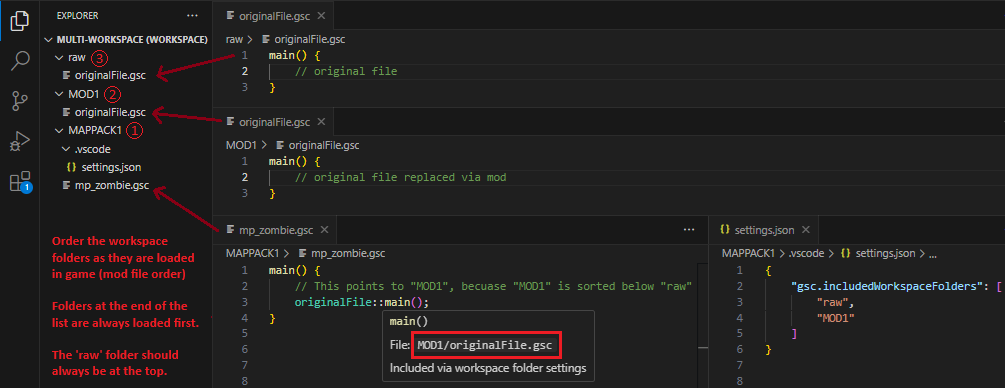 EXPLORER
MULTI-WORKSPACE (WORKSPACE)
raw 3
originalFile.gsc
MOD1 2
originalFile.gsc
MAPPACK1 1
.vscode
{} settings.json
mp_zombie.gsc
1
Order the workspace
folders as they are loaded
in game (mod file order)
Folders at the end of the
list are always loaded first.
The 'raw' folder should
always be at the top.
originalFile.gsc
raw > originalFile.gsc
1 main() {
2 // original file
3 }
originalFile.gsc
MOD1 > originalFile.gsc
1 main() {
2 // original file replaced via mod
3 }
mp_zombie.gsc
MAPPACK1 > mp_zombie.gsc
1 main() {
2 // This points to "MOD1", becuase "MOD1" is sorted below "raw"
3 originalFile::main();
4 }
main()
File: MOD1/originalFile.gsc
Included via workspace folder settings
{} settings.json
MAPPACK1 > .vscode > {} settings.json > ...
1 {
2 "gsc.includedWorkspaceFolders": [
3 "raw",
4 "MOD1"
5 ]
6 }